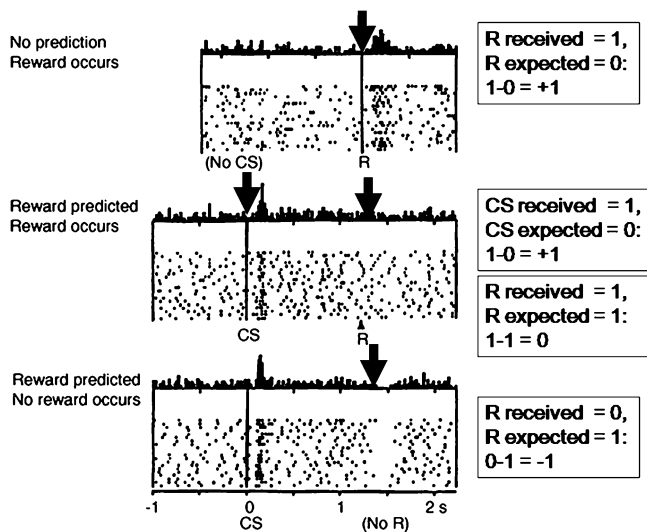 No prediction
Reward occurs
(No CS)
R
R received = 1,
R expected = 0:
1-0 = +1
Reward predicted
Reward occurs
CS
R
CS received = 1,
CS expected = 0:
1-0 = +1
R received = 1,
R expected = 1:
1-1 = 0
Reward predicted
No reward occurs
R received = 0,
R expected = 1:
0-1 = -1
-1 0 1 2 s
CS (No R)